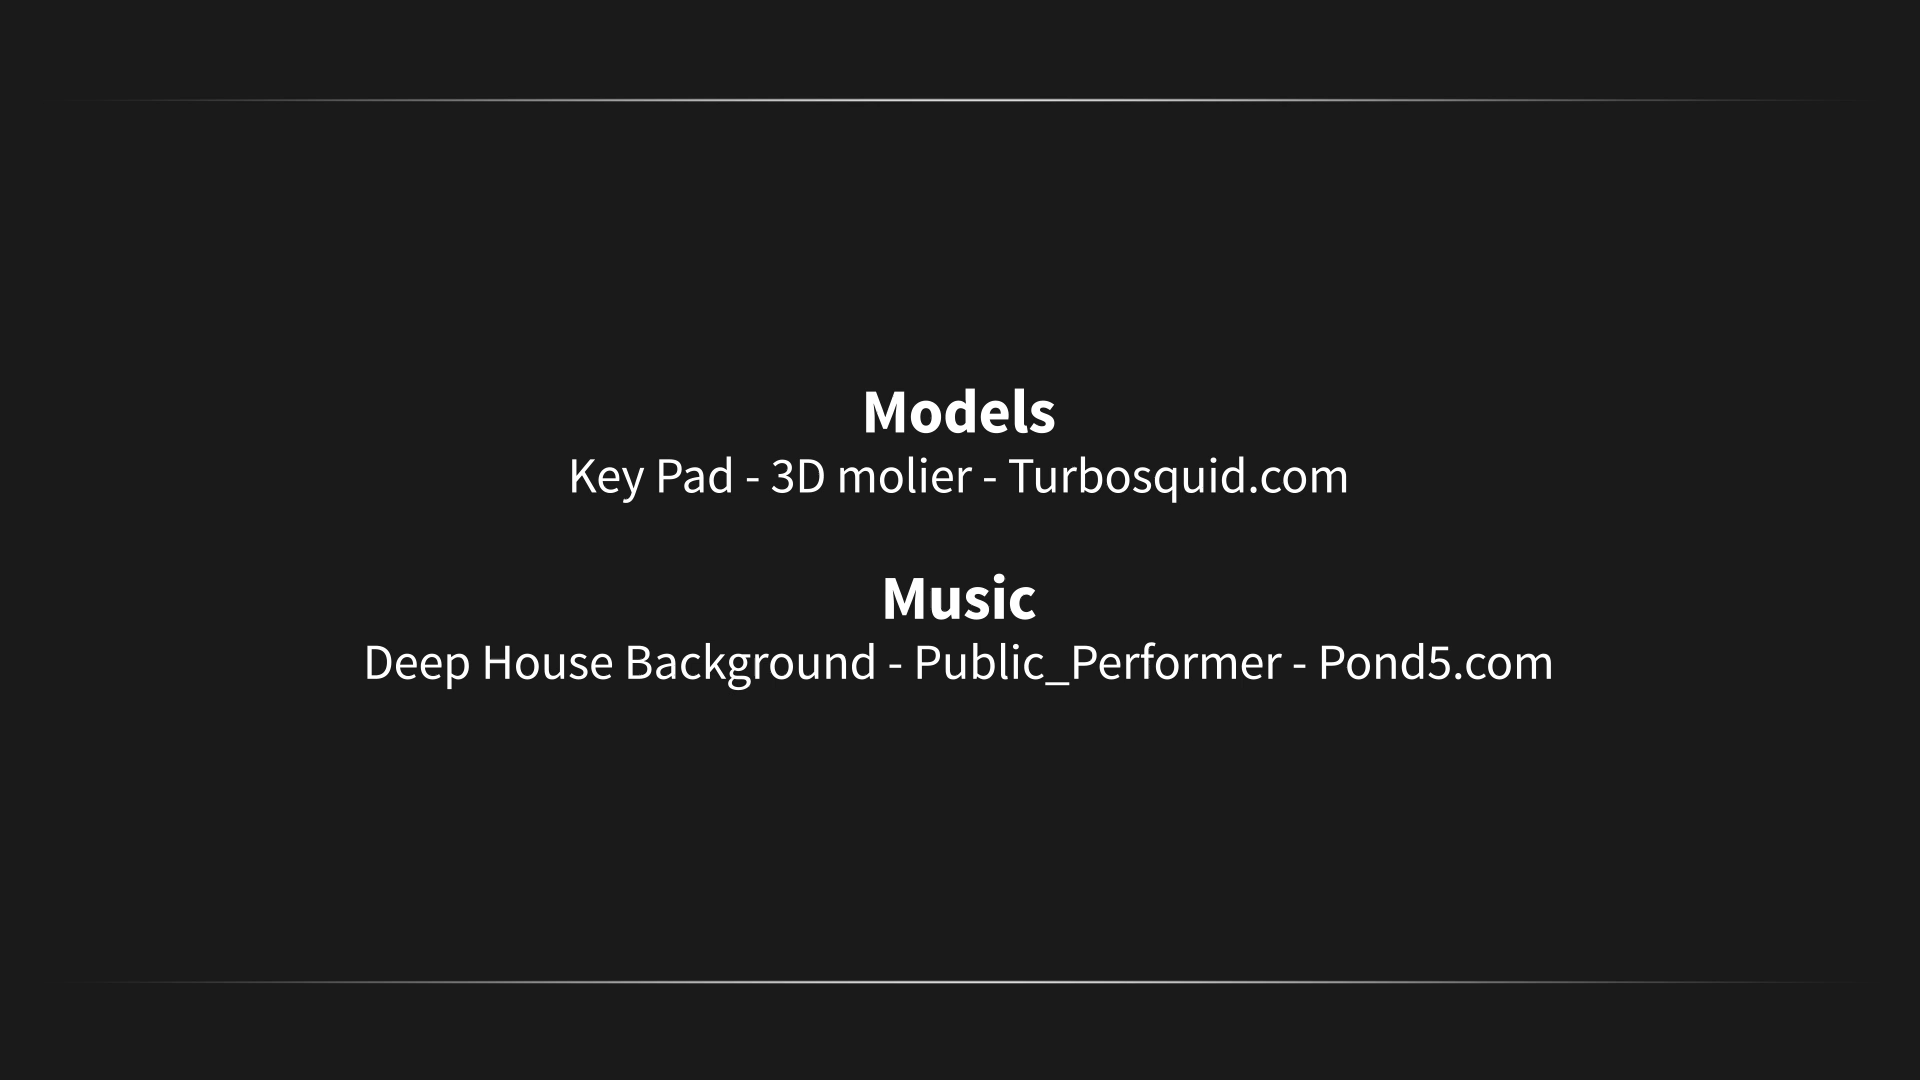 Models
Key Pad - 3D molier - Turbosquid.com
Music
Deep House Background - Public_Performer - Pond5.com